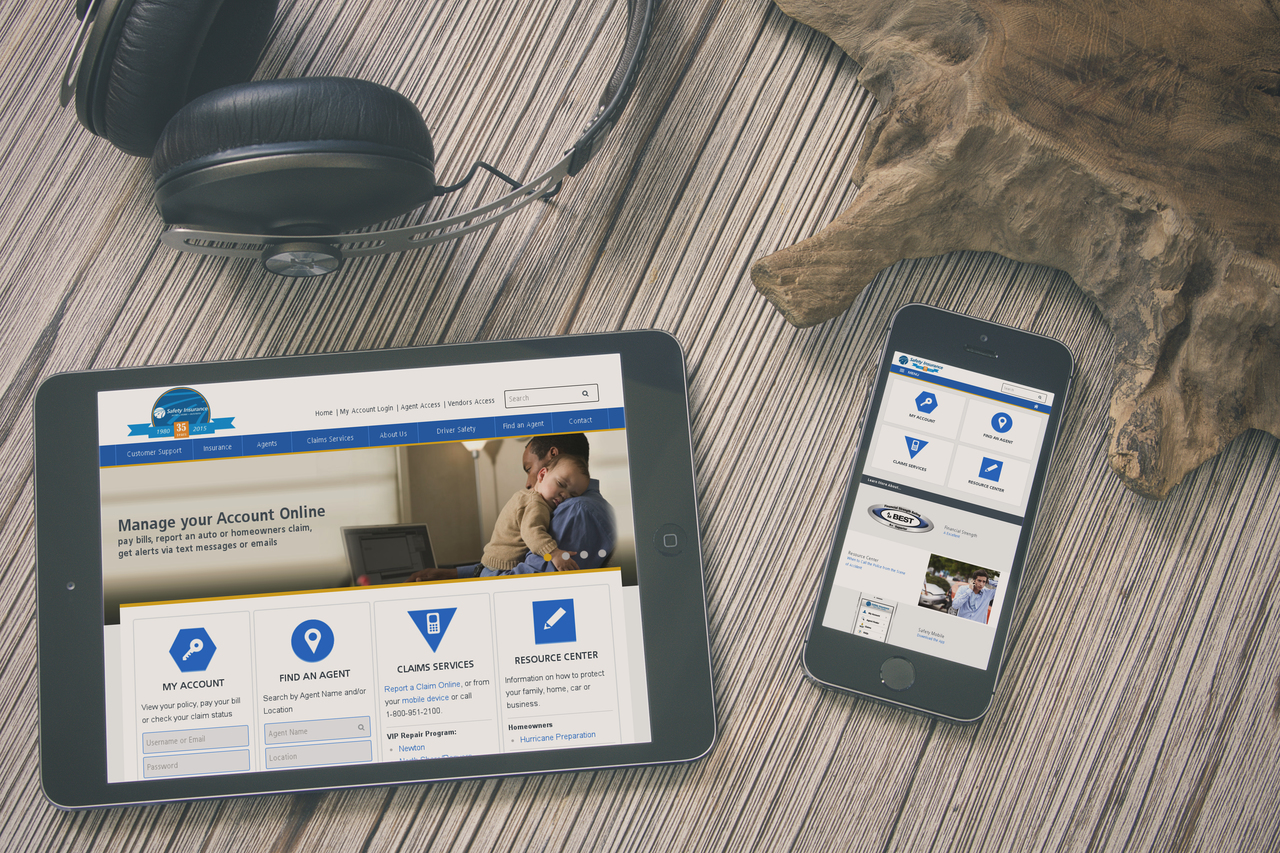 Safety Insurance
1980 35 2015
Home | My Account Login | Agent Access | Vendors Access
Search
Customer Support Insurance Agents Claims Services About Us Driver Safety Find an Agent Contact
Manage your Account Online
pay bills, report an auto or homeowners claim,
get alerts via text messages or emails
MY ACCOUNT
View your policy, pay your bill
or check your claim status
Username or Email
Password
FIND AN AGENT
Search by Agent Name and/or
Location
Agent Name
Location
CLAIMS SERVICES
Report a Claim Online, or from
your mobile device or call
1-800-951-2100.
VIP Repair Program:
Newton
RESOURCE CENTER
Information on how to protect
your family, home, car or
business.
Homeowners
Hurricane Preparation
Safety Insurance
MENU
MY ACCOUNT
FIND AN AGENT
CLAIMS SERVICES
RESOURCE CENTER
Learn More About...
BEST
Financial Strength
Resource Center
Safety Mobile
Download the App